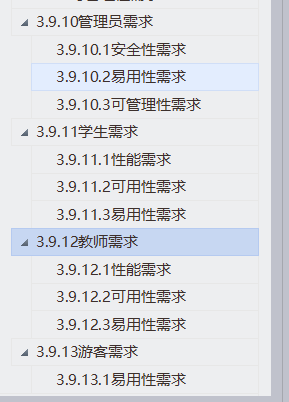 3.9.10管理员需求
3.9.10.1安全性需求
3.9.10.2易用性需求
3.9.10.3可管理性需求
3.9.11学生需求
3.9.11.1性能需求
3.9.11.2可用性需求
3.9.11.3易用性需求
3.9.12教师需求
3.9.12.1性能需求
3.9.12.2可用性需求
3.9.12.3易用性需求
3.9.13游客需求
3.9.13.1易用性需求